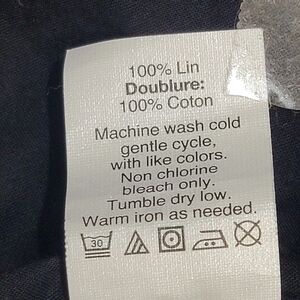 100% Lin
Doublure:
100% Coton
Machine wash cold
gentle cycle,
with like colors.
Non chlorine
bleach only.
Tumble dry low.
Warm iron as needed.
30